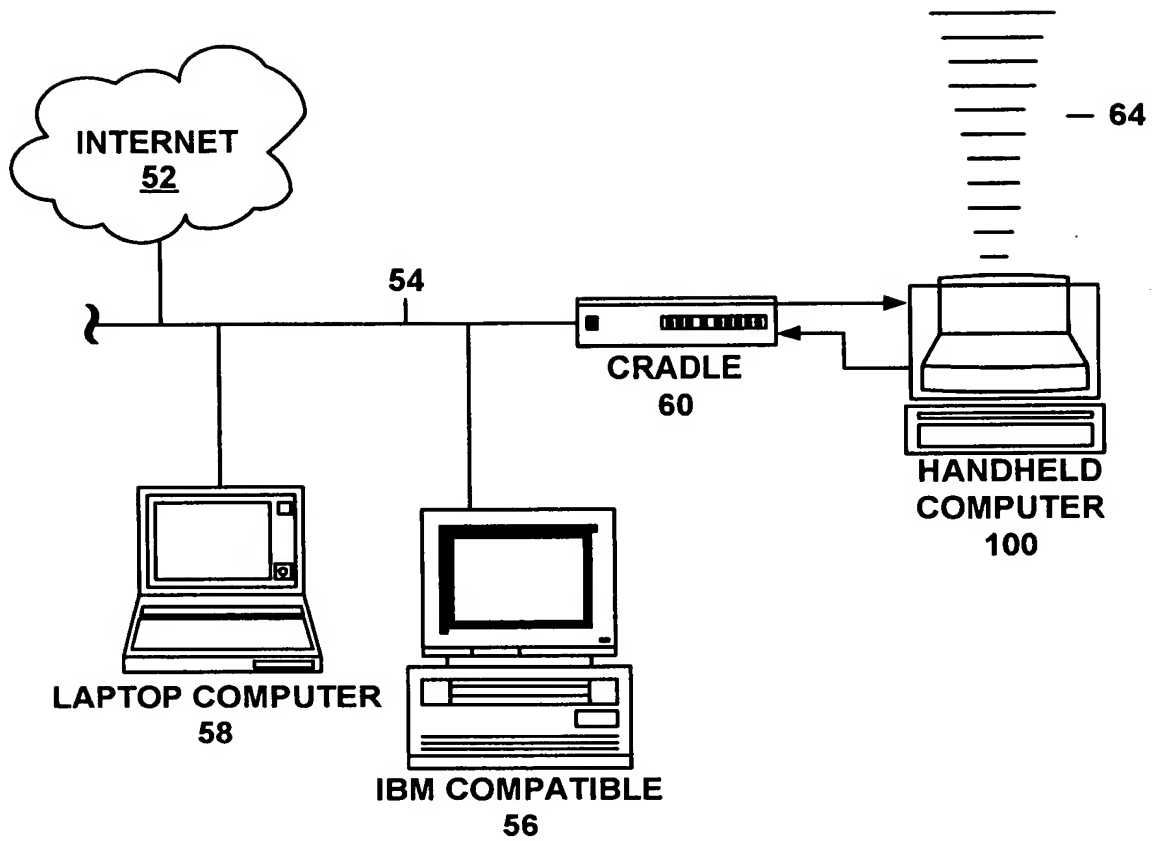 INTERNET
52
64
54
CRADLE
60
HANDHELD
COMPUTER
100
LAPTOP COMPUTER
58
IBM COMPATIBLE
56